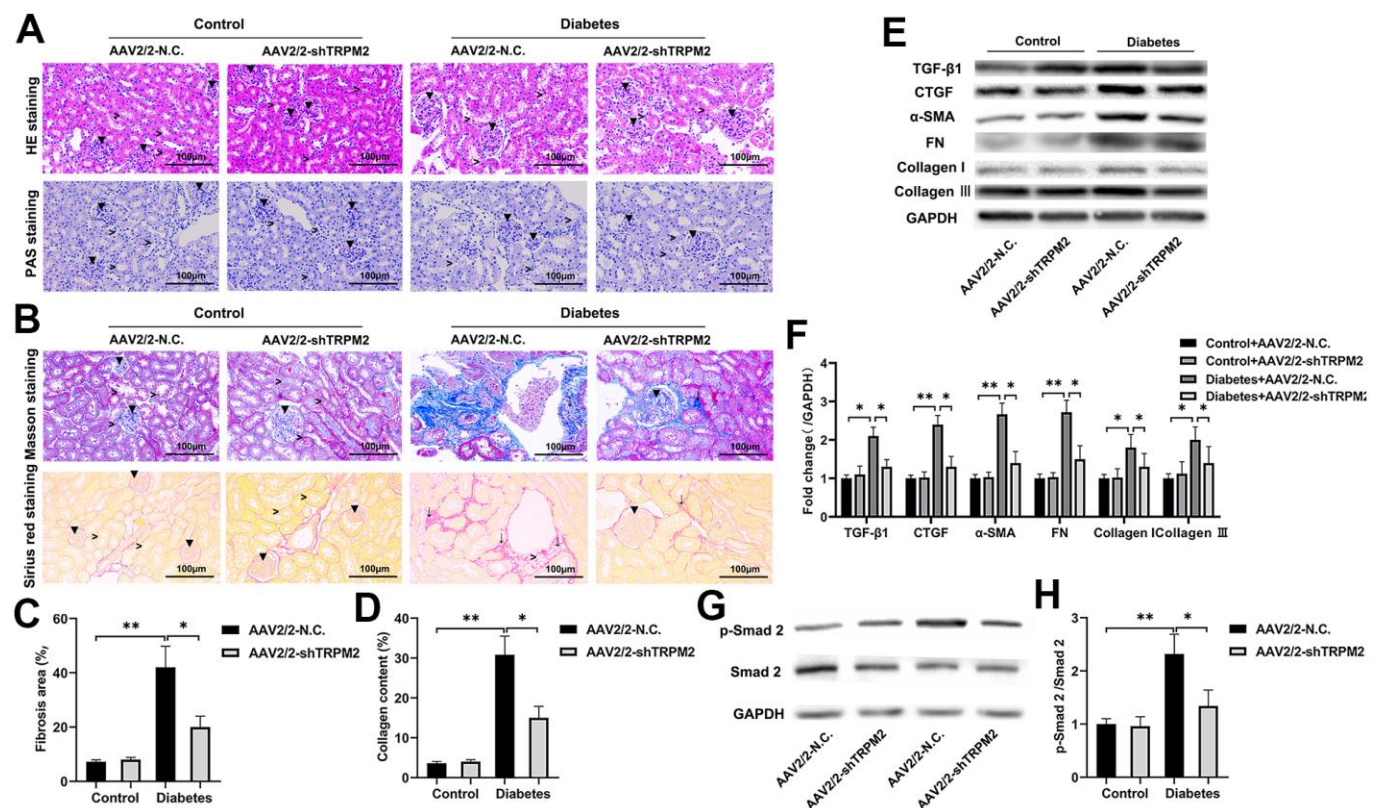 A
Control
Diabetes
AAV2/2-N.C.
AAV2/2-shTRPM2
AAV2/2-N.C.
AAV2/2-shTRPM2
HE staining
100μm
100μm
100μm
100μm
PAS staining
100μm
100μm
100μm
100μm
B
Control
Diabetes
AAV2/2-N.C.
AAV2/2-shTRPM2
AAV2/2-N.C.
AAV2/2-shTRPM2
Masson staining
100μm
100μm
100μm
100μm
Sirius red staining
100μm
100μm
100μm
100μm
C
Fibrosis area (%,
60
40
20
0
**
*
Control
Diabetes
AAV2/2-N.C.
AAV2/2-shTRPM2
D
Collagen content (%)
40
30
20
10
0
**
*
Control
Diabetes
AAV2/2-N.C.
AAV2/2-shTRPM2
E
Control
Diabetes
TGF-β1
CTGF
α-SMA
FN
Collagen I
Collagen III
GAPDH
AAV2/2-N.C.
AAV2/2-shTRPM2
AAV2/2-N.C.
AAV2/2-shTRPM2
F
Control+AAV2/2-N.C.
Control+AAV2/2-shTRPM2
Diabetes+AAV2/2-N.C.
Diabetes+AAV2/2-shTRPM2
Fold change(/GAPDH)
4
3
2
1
0
* *
** *
** *
** *
* *
* *
TGF-β1
CTGF
α-SMA
FN
Collagen I
Collagen III
G
p-Smad 2
Smad 2
GAPDH
AAV2/2-N.C.
AAV2/2-shTRPM2
AAV2/2-N.C.
AAV2/2-shTRPM2
H
p-Smad 2 /Smad 2
3
2
1
0
**
*
Control
Diabetes
AAV2/2-N.C.
AAV2/2-shTRPM2